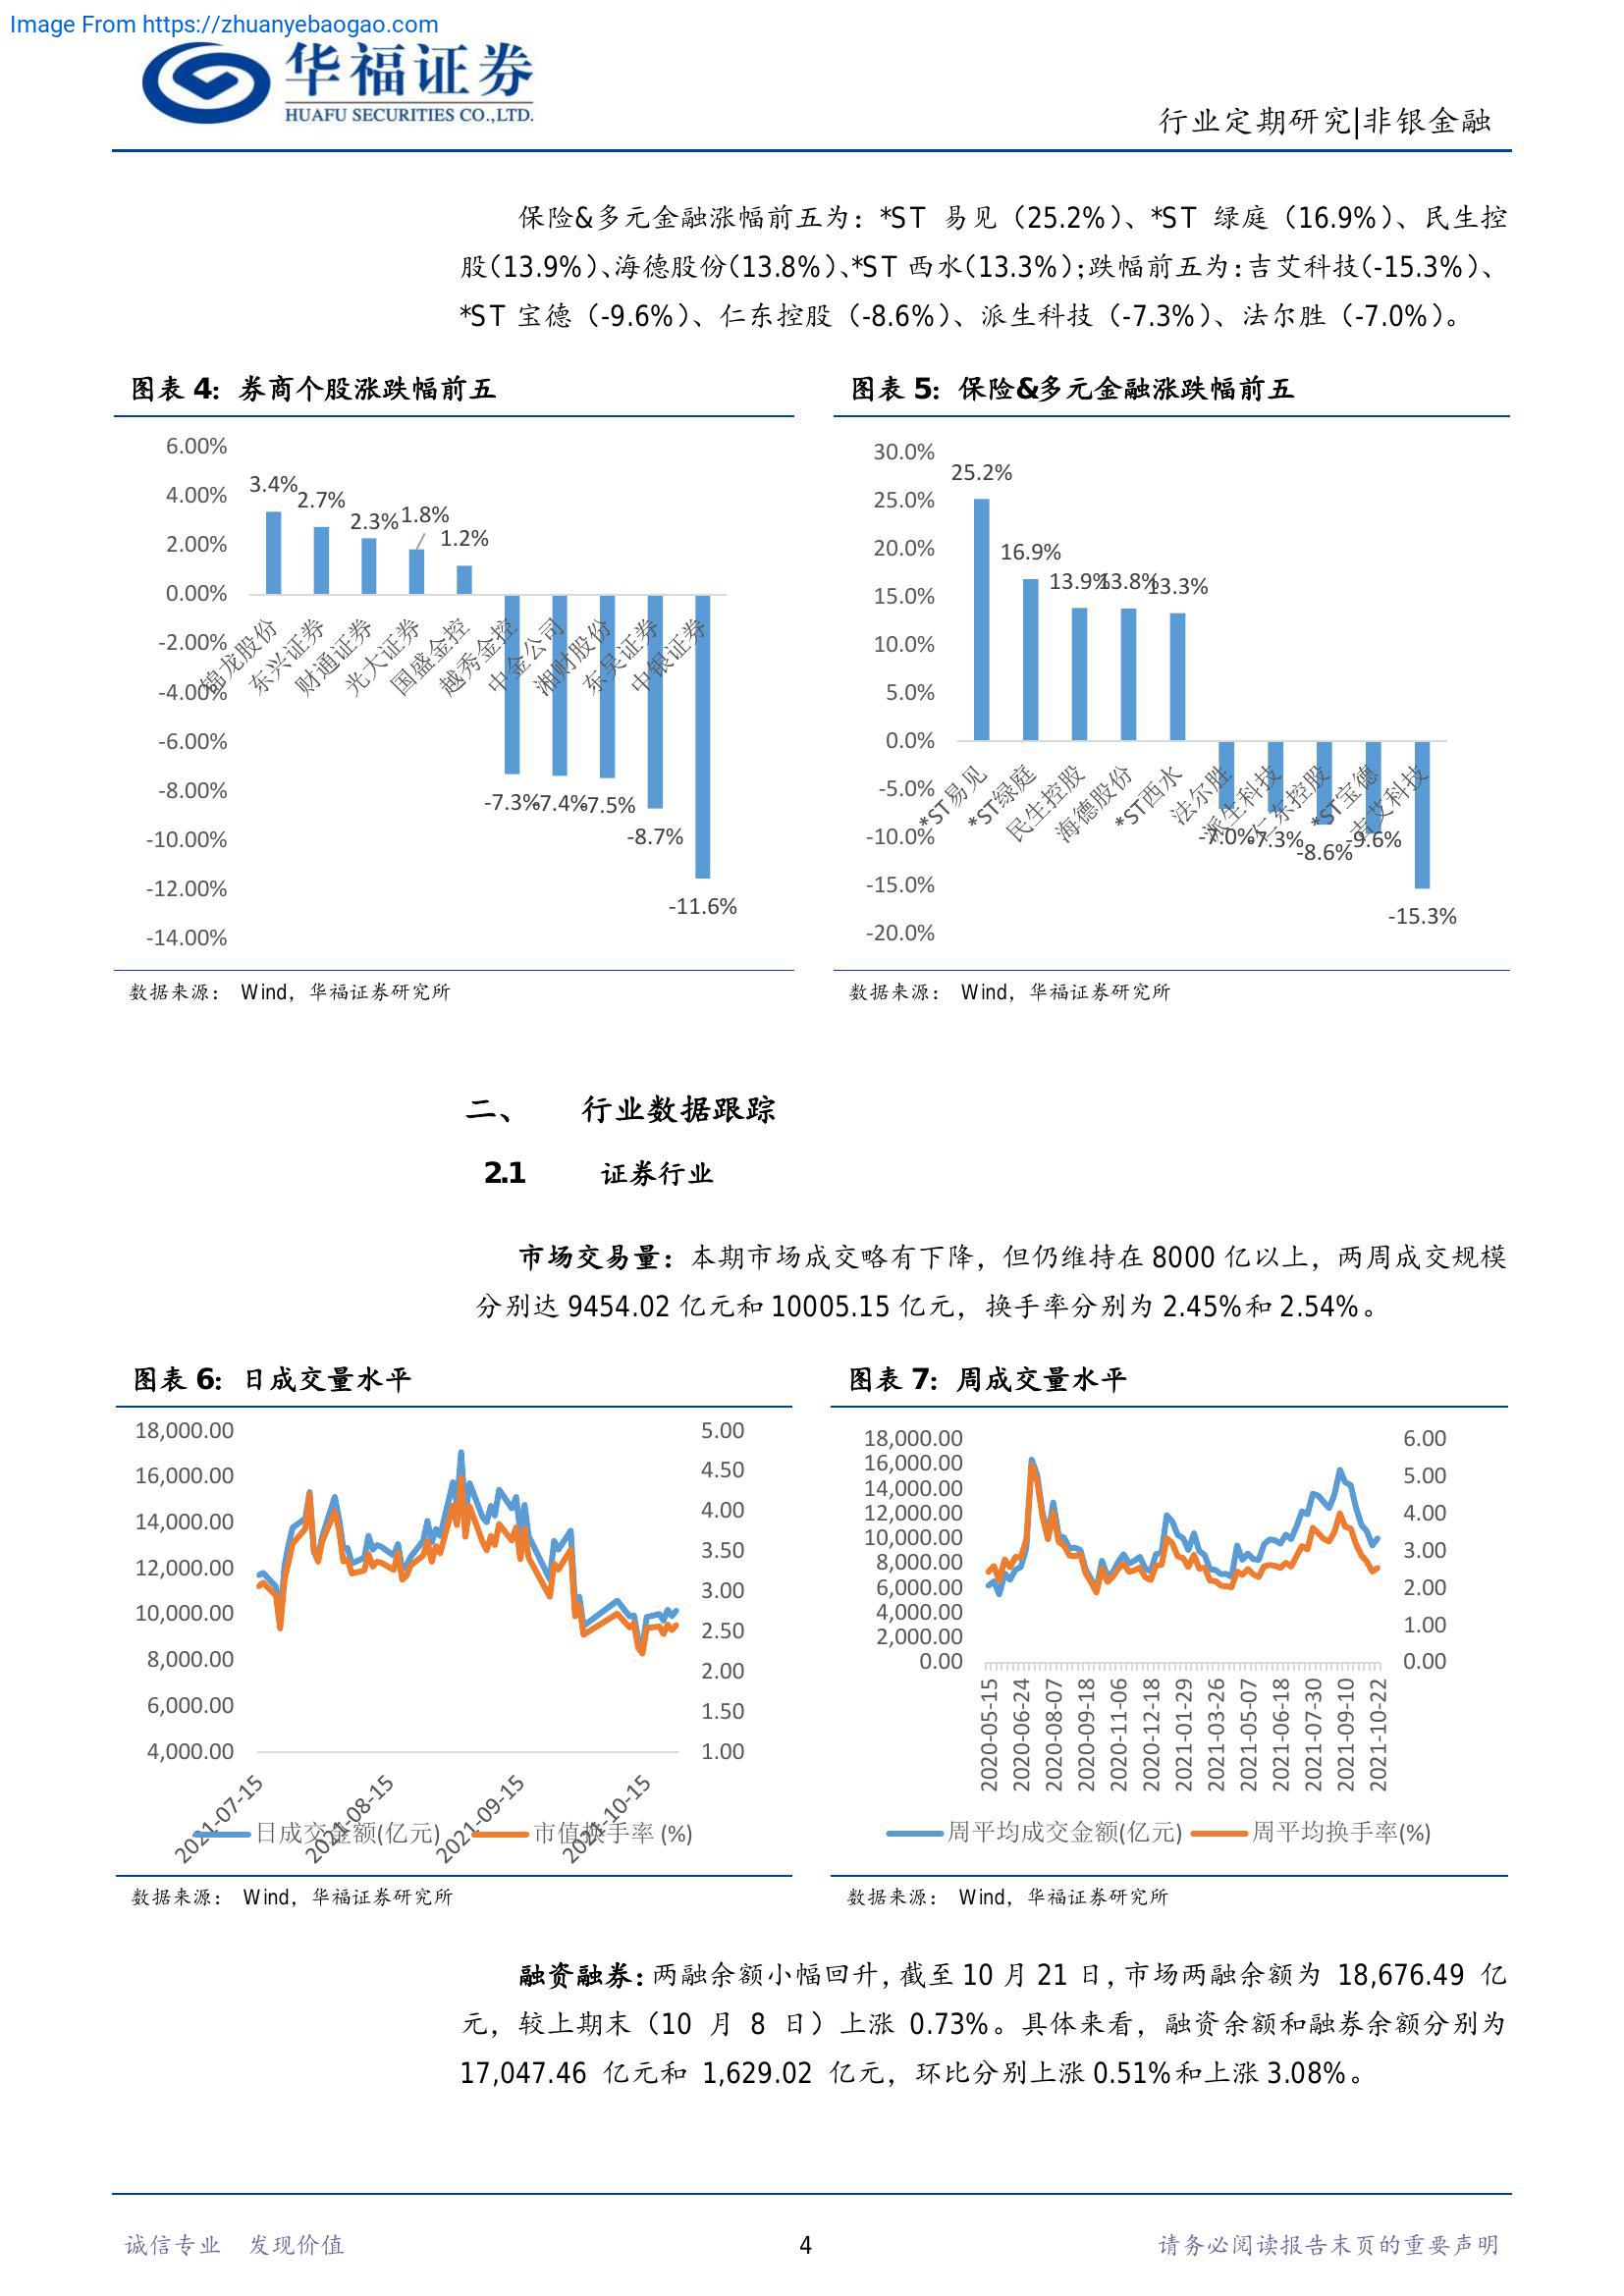 Image From https://zhuanyebaogao.com
华福证券
HUAFU SECURITIES CO.,LTD.
行业定期研究|非银金融
保险&多元金融涨幅前五为：*ST 易见（25.2%）、*ST 绿庭（16.9%）、民生控
股(13.9%)、海德股份(13.8%)、*ST 西水(13.3%)；跌幅前五为：吉艾科技(-15.3%)、
*ST 宝德（-9.6%）、仁东控股（-8.6%）、派生科技（-7.3%）、法尔胜（-7.0%）。
图表 4：券商个股涨跌幅前五
6.00%
4.00%
2.00%
0.00%
-2.00%
-4.00%
-6.00%
-8.00%
-10.00%
-12.00%
-14.00%
3.4%
2.7%
2.3%
1.8%
1.2%
-7.3%
-7.4%
-7.5%
-8.7%
-11.6%
锦龙股份
东兴证券
财通证券
光大证券
国盛金控
越秀金控
中金公司
湘财股份
东吴证券
中银证券
数据来源： Wind，华福证券研究所
图表 5：保险&多元金融涨跌幅前五
30.0%
25.0%
20.0%
15.0%
10.0%
5.0%
0.0%
-5.0%
-10.0%
-15.0%
-20.0%
25.2%
16.9%
13.9%
13.8%
13.3%
-7.0%
-7.3%
-8.6%
-9.6%
-15.3%
*ST易见
*ST绿庭
民生控股
海德股份
*ST西水
法尔胜
派生科技
仁东控股
*ST宝德
吉艾科技
数据来源： Wind，华福证券研究所
二、 行业数据跟踪
2.1 证券行业
市场交易量：本期市场成交略有下降，但仍维持在 8000 亿以上，两周成交规模
分别达 9454.02 亿元和 10005.15 亿元，换手率分别为 2.45%和 2.54%。
图表 6：日成交量水平
18,000.00
16,000.00
14,000.00
12,000.00
10,000.00
8,000.00
6,000.00
4,000.00
5.00
4.50
4.00
3.50
3.00
2.50
2.00
1.50
1.00
2021-07-15
2021-08-15
2021-09-15
2021-10-15
日成交金额(亿元)
市值换手率 (%)
数据来源： Wind，华福证券研究所
图表 7：周成交量水平
18,000.00
16,000.00
14,000.00
12,000.00
10,000.00
8,000.00
6,000.00
4,000.00
2,000.00
0.00
6.00
5.00
4.00
3.00
2.00
1.00
0.00
2020-05-15
2020-06-24
2020-08-07
2020-09-18
2020-11-06
2020-12-18
2021-01-29
2021-03-26
2021-05-07
2021-06-18
2021-07-30
2021-09-10
2021-10-22
周平均成交金额(亿元)
周平均换手率(%)
数据来源： Wind，华福证券研究所
融资融券：两融余额小幅回升，截至 10 月 21 日，市场两融余额为 18,676.49 亿
元，较上期末（10 月 8 日）上涨 0.73%。具体来看，融资余额和融券余额分别为
17,047.46 亿元和 1,629.02 亿元，环比分别上涨 0.51%和上涨 3.08%。
诚信专业 发现价值
4
请务必阅读报告末页的重要声明